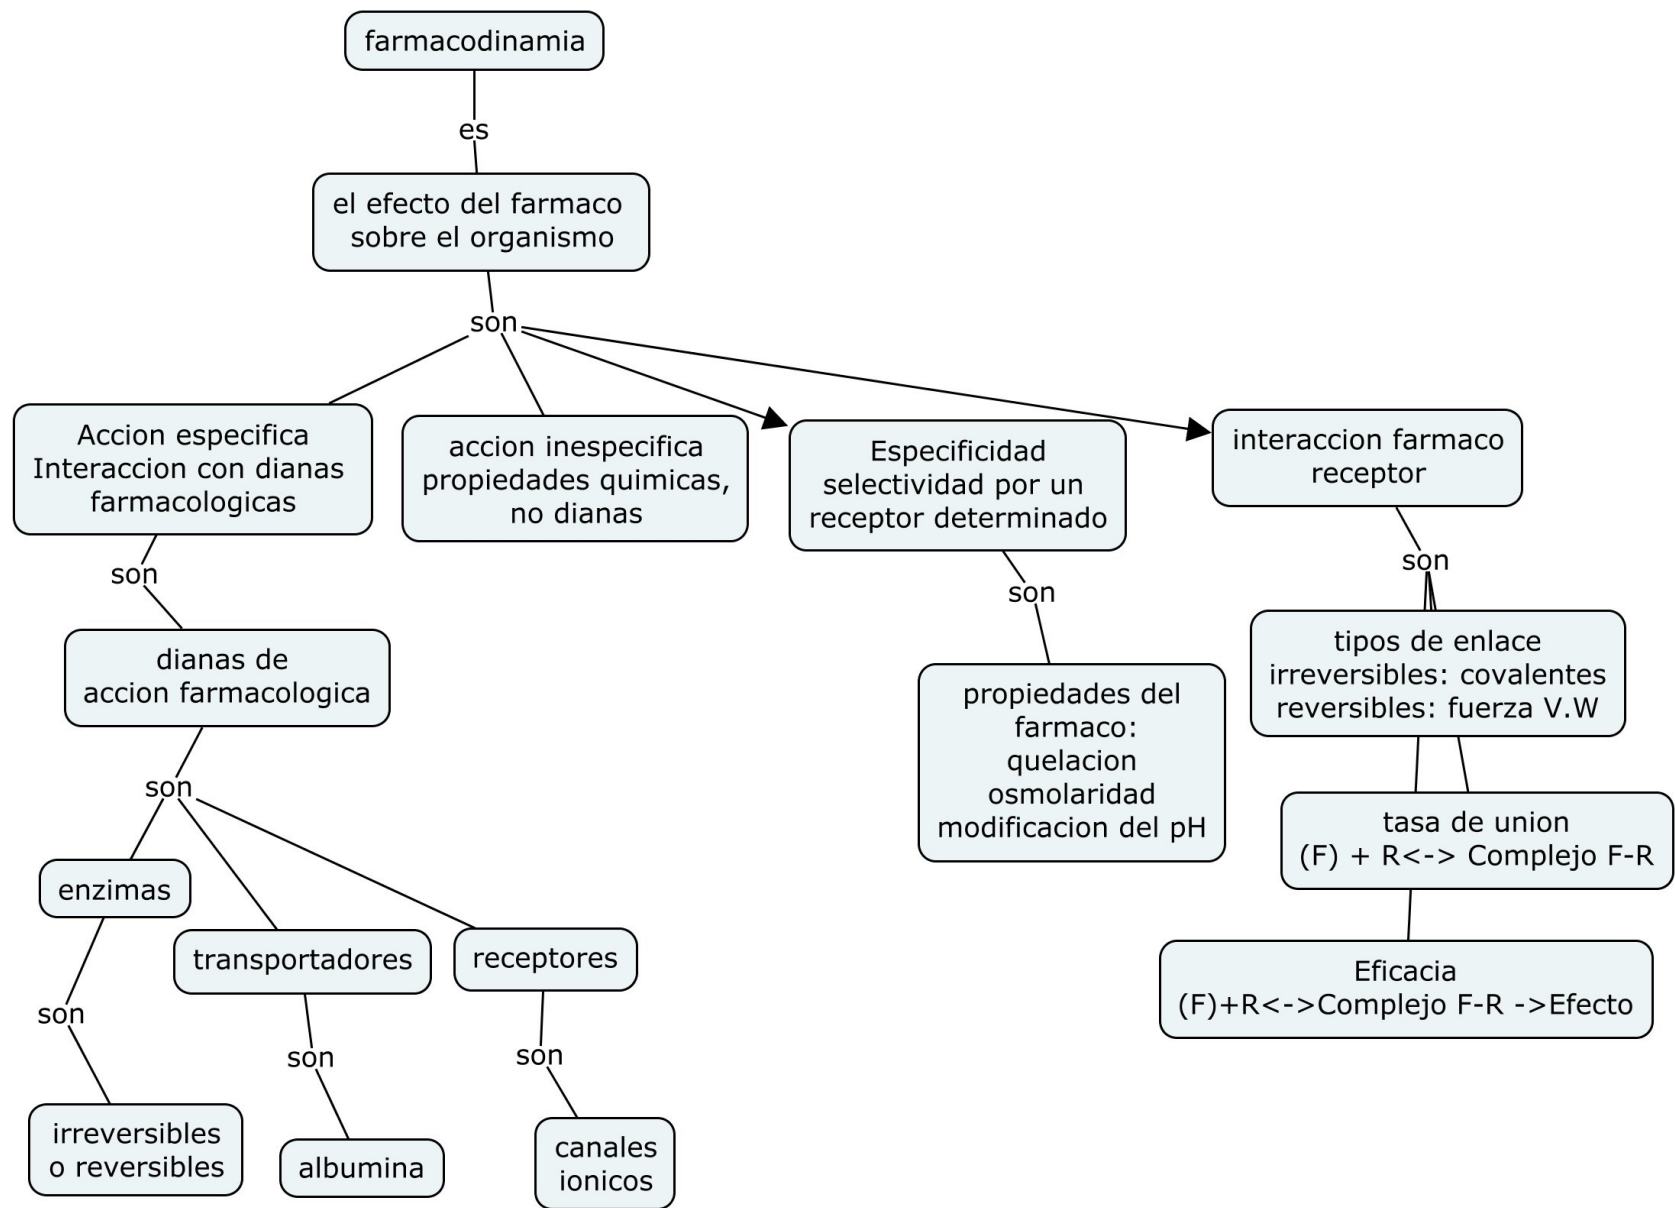 farmacodinamia
es
el efecto del farmaco
sobre el organismo
son
Accion especifica
Interaccion con dianas
farmacologicas
accion inespecifica
propiedades quimicas,
no dianas
Especificidad
selectividad por un
receptor determinado
interaccion farmaco
receptor
son
dianas de
accion farmacologica
son
enzimas
transportadores
receptores
son
irreversibles
o reversibles
son
albumina
son
canales
ionicos
son
propiedades del
farmaco:
quelacion
osmolaridad
modificacion del pH
son
tipos de enlace
irreversibles: covalentes
reversibles: fuerza V.W
tasa de union
(F) + R<-> Complejo F-R
Eficacia
(F)+R<->Complejo F-R ->Efecto